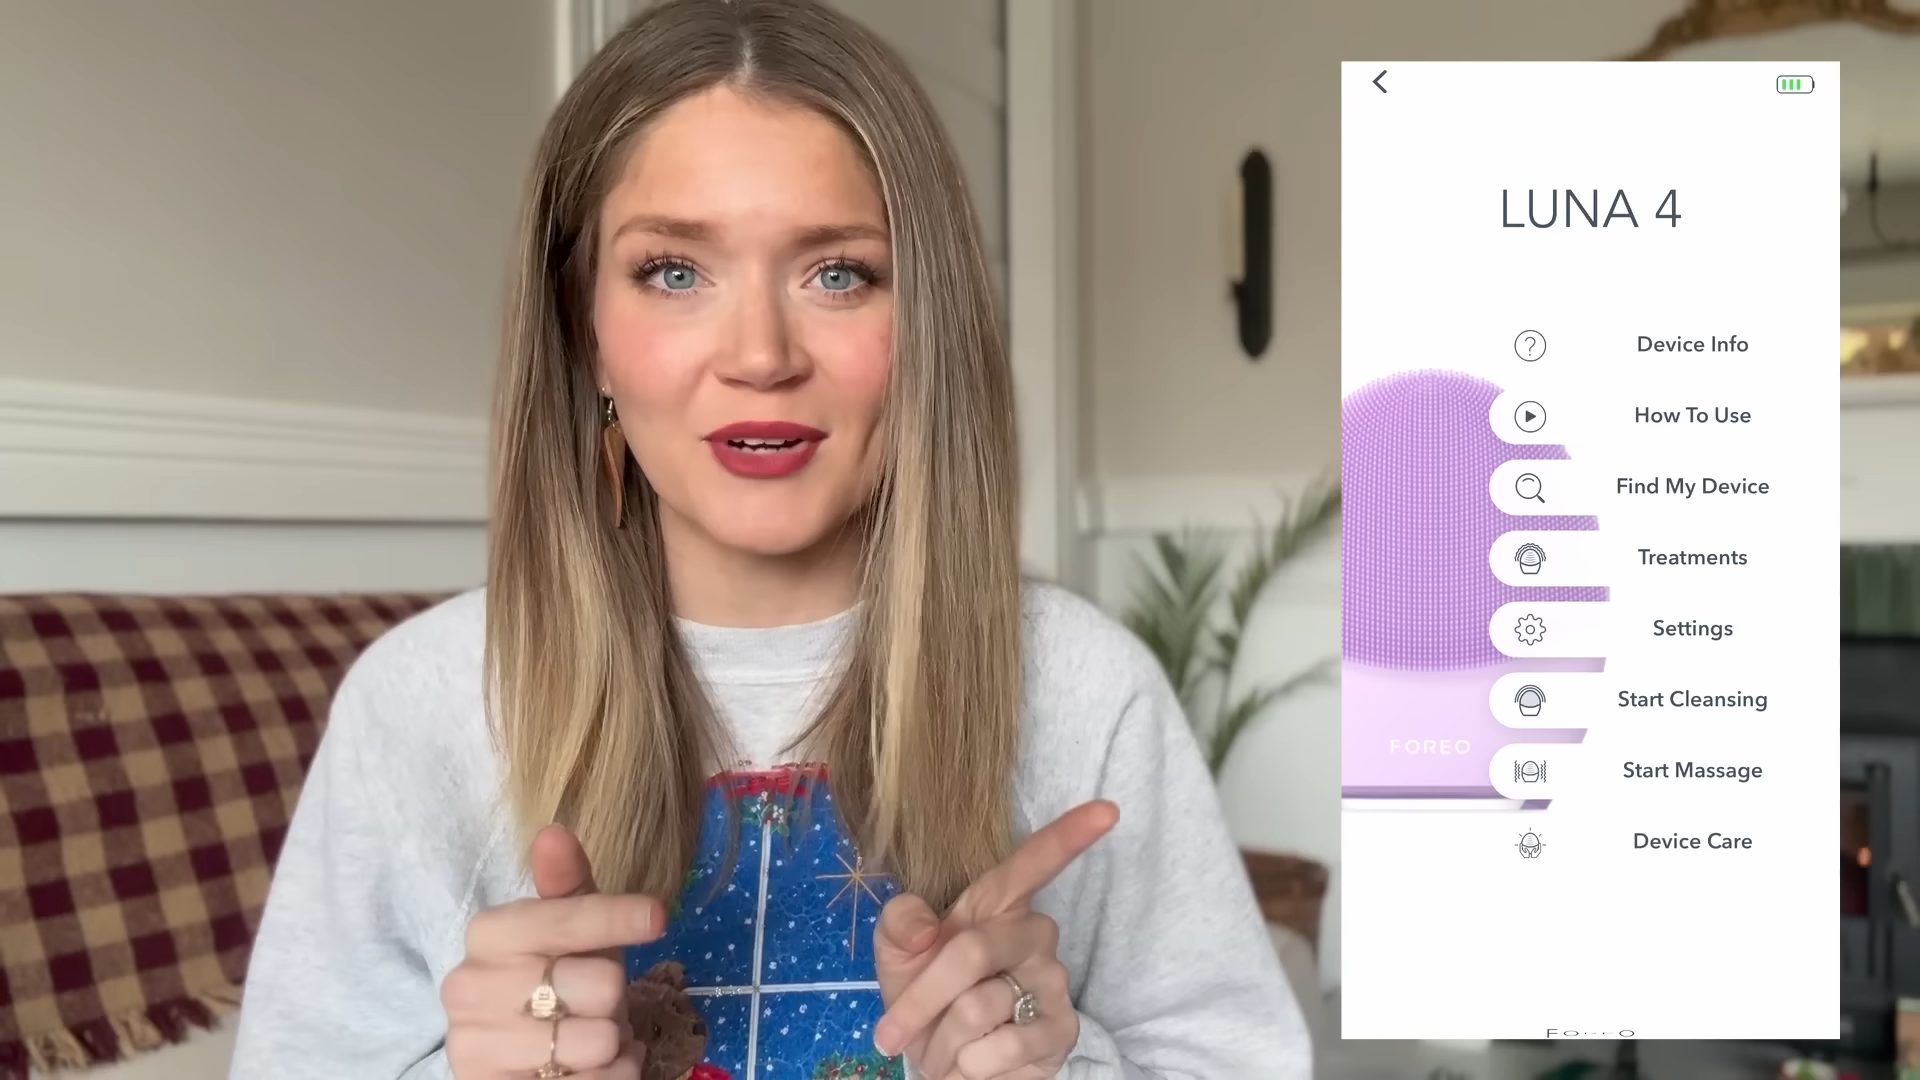 LUNA 4
Device Info
How To Use
Find My Device
Treatments
Settings
Start Cleansing
FOREO
Start Massage
Device Care